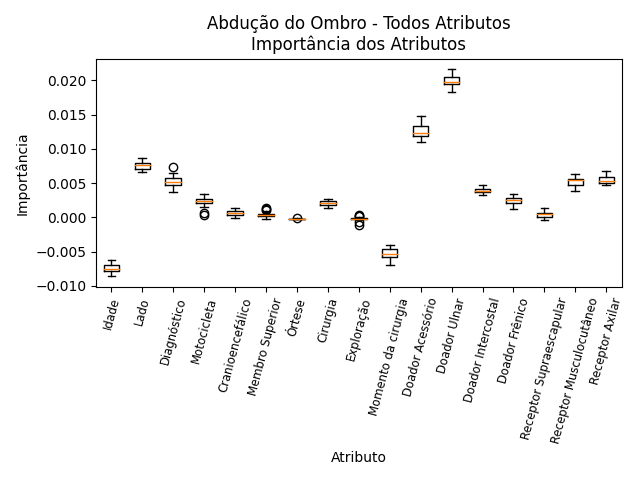 Abdução do Ombro - Todos Atributos
Importância dos Atributos
Importância
0.020
0.015
0.010
0.005
0.000
−0.005
−0.010
Idade
Lado
Diagnóstico
Motocicleta
Cranioencefálico
Membro Superior
Órtese
Cirurgia
Exploração
Momento da cirurgia
Doador Acessório
Doador Ulnar
Doador Intercostal
Doador Frênico
Receptor Supraescapular
Receptor Musculocutâneo
Receptor Axilar
Atributo